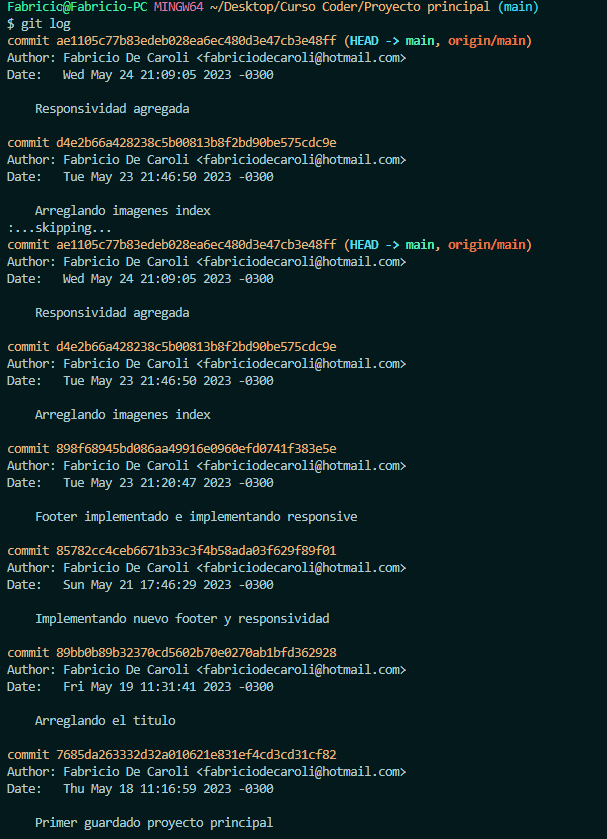 Fabricio@Fabricio-PC MINGW64 ~/Desktop/Curso Coder/Proyecto principal (main)
$ git log
commit ae1105c77b83edeb028ea6ec480d3e47cb3e48ff (HEAD -> main, origin/main)
Author: Fabricio De Caroli <fabriciodecaroli@hotmail.com>
Date:   Wed May 24 21:09:05 2023 -0300

    Responsividad agregada

commit d4e2b66a428238c5b00813b8f2bd90be575cdc9e
Author: Fabricio De Caroli <fabriciodecaroli@hotmail.com>
Date:   Tue May 23 21:46:50 2023 -0300

    Arreglando imagenes index
:...skipping...
commit ae1105c77b83edeb028ea6ec480d3e47cb3e48ff (HEAD -> main, origin/main)
Author: Fabricio De Caroli <fabriciodecaroli@hotmail.com>
Date:   Wed May 24 21:09:05 2023 -0300

    Responsividad agregada

commit d4e2b66a428238c5b00813b8f2bd90be575cdc9e
Author: Fabricio De Caroli <fabriciodecaroli@hotmail.com>
Date:   Tue May 23 21:46:50 2023 -0300

    Arreglando imagenes index

commit 898f68945bd086aa49916e0960efd0741f383e5e
Author: Fabricio De Caroli <fabriciodecaroli@hotmail.com>
Date:   Tue May 23 21:20:47 2023 -0300

    Footer implementado e implementando responsive

commit 85782cc4ceb6671b33c3f4b58ada03f629f89f01
Author: Fabricio De Caroli <fabriciodecaroli@hotmail.com>
Date:   Sun May 21 17:46:29 2023 -0300

    Implementando nuevo footer y responsividad

commit 89bb0b89b32370cd5602b70e0270ab1bfd362928
Author: Fabricio De Caroli <fabriciodecaroli@hotmail.com>
Date:   Fri May 19 11:31:41 2023 -0300

    Arreglando el titulo

commit 7685da263332d32a010621e831ef4cd3cd31cf82
Author: Fabricio De Caroli <fabriciodecaroli@hotmail.com>
Date:   Thu May 18 11:16:59 2023 -0300

    Primer guardado proyecto principal